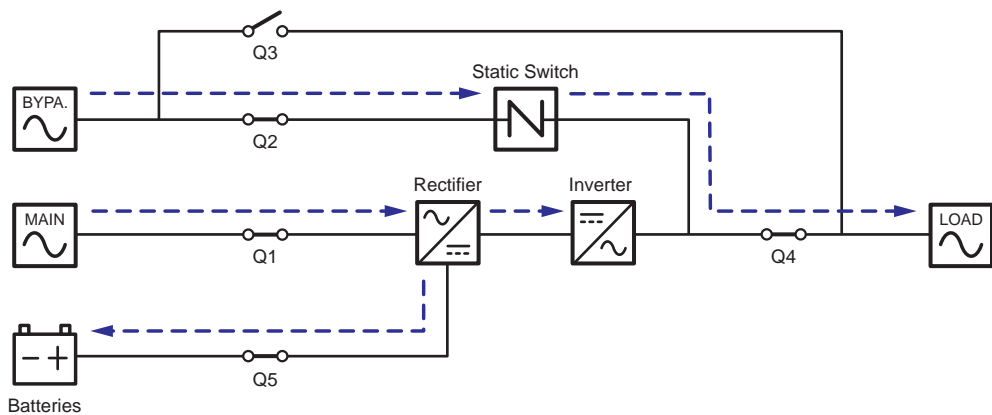 Q3
Static Switch
BYPA.
Q2
Rectifier
Inverter
MAIN
LOAD
Q1
Q4
Q5
Batteries